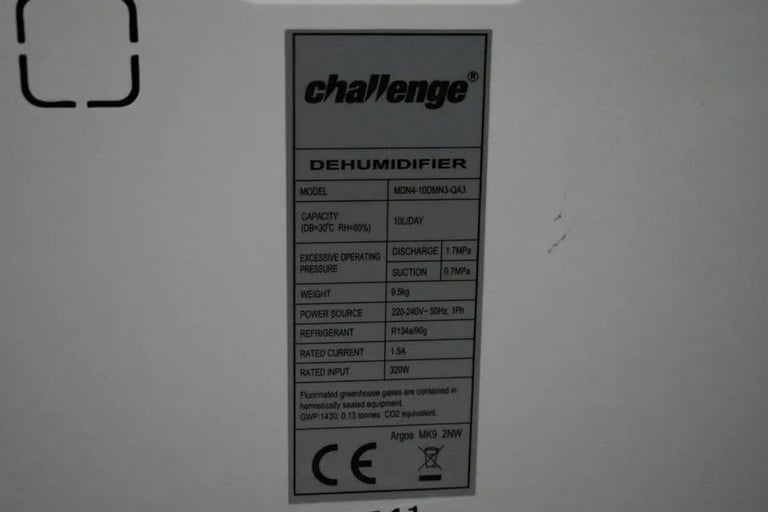 challenge®
DEHUMIDIFIER
MODEL MDN4-10DMN3-QA3
CAPACITY
(DB=30℃ RH=80%) 10L/DAY
EXCESSIVE OPERATING
PRESSURE
DISCHARGE 1.7MPa
SUCTION 0.7MPa
WEIGHT 9.5kg
POWER SOURCE 220-240V~ 50Hz, 1Ph
REFRIGERANT R134a/90g
RATED CURRENT 1.5A
RATED INPUT 320W
Fluorinated greenhouse gases are contained in
hermetically sealed equipment.
GWP:1430; 0.13 tonnes CO2 equivalent.
Argos MK9 2NW
CE